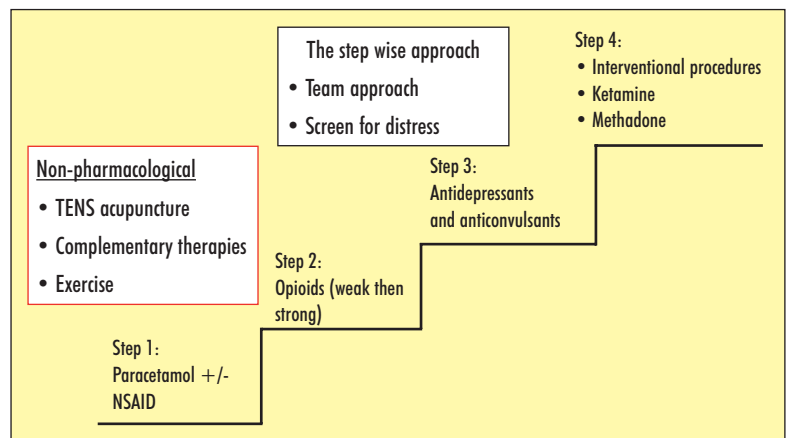 The step wise approach
• Team approach
• Screen for distress
Step 4:
• Interventional procedures
• Ketamine
• Methadone
Non-pharmacological
• TENS acupuncture
• Complementary therapies
• Exercise
Step 3:
Antidepressants
and anticonvulsants
Step 2:
Opioids (weak then
strong)
Step 1:
Paracetamol +/-
NSAID